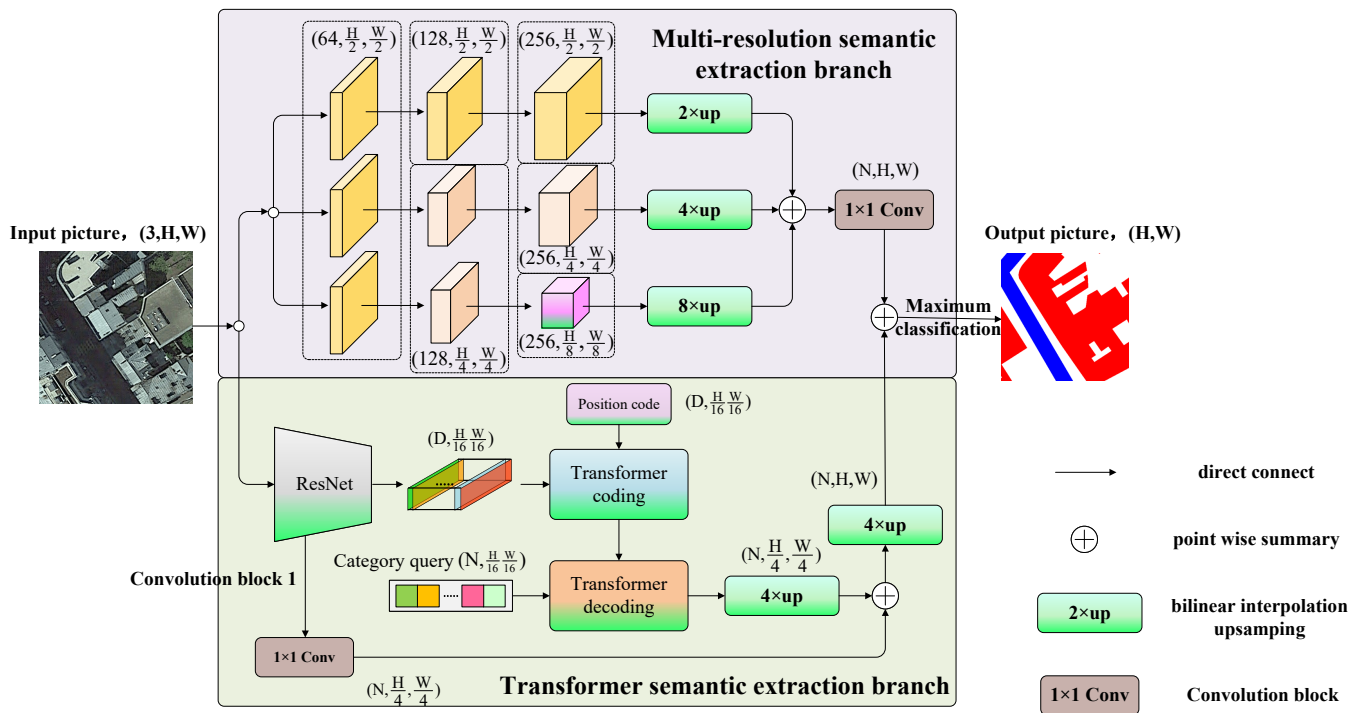 (64, H/2, W/2)
(128, H/2, W/2)
(256, H/2, W/2)
Multi-resolution semantic
extraction branch
2×up
(N,H,W)
4×up
1×1 Conv
Input picture，(3,H,W)
(256, H/4, W/4)
Output picture，(H,W)
8×up
Maximum
classification
(128, H/4, W/4)
(256, H/8, W/8)
Position code
(D, H/16 W/16)
(D, H/16 W/16)
ResNet
.....
Transformer
coding
(N,H,W)
direct connect
4×up
point wise summary
Convolution block 1
Category query (N, H/16 W/16)
(N, H/4, W/4)
.....
Transformer
decoding
4×up
2×up
bilinear interpolation
upsamping
1×1 Conv
(N, H/4, W/4)
Transformer semantic extraction branch
1×1 Conv
Convolution block